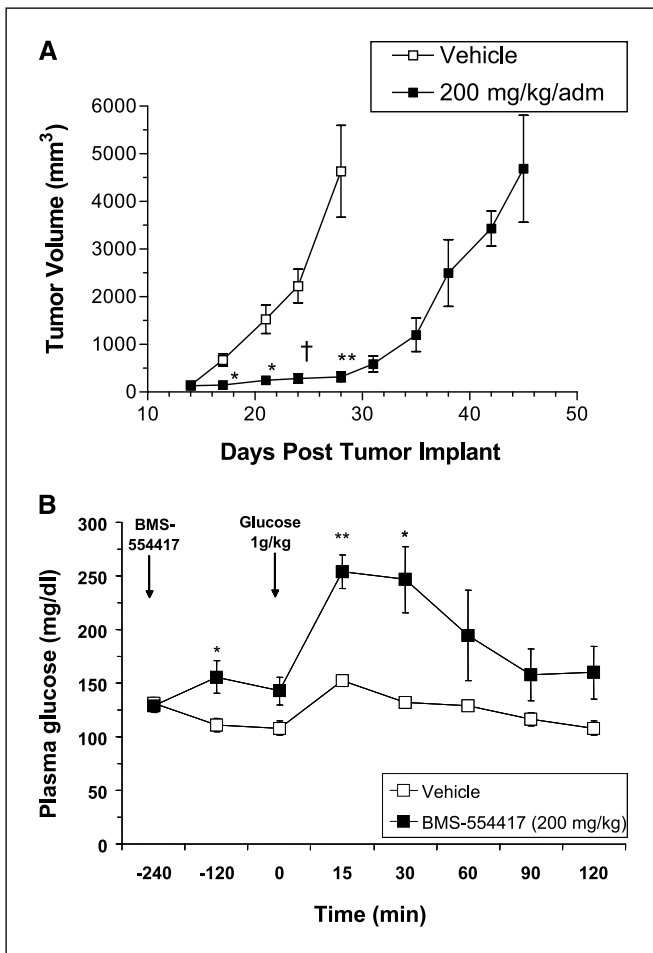 A
Vehicle
200 mg/kg/adm
Tumor Volume (mm³)
6000
5000
4000
3000
2000
1000
0
*
*
†
**
10
20
30
40
50
Days Post Tumor Implant
B
BMS-
554417
Glucose
1g/kg
Plasma glucose (mg/dl)
300
250
200
150
100
50
0
*
**
*
Vehicle
BMS-554417 (200 mg/kg)
-240
-120
0
15
30
60
90
120
Time (min)